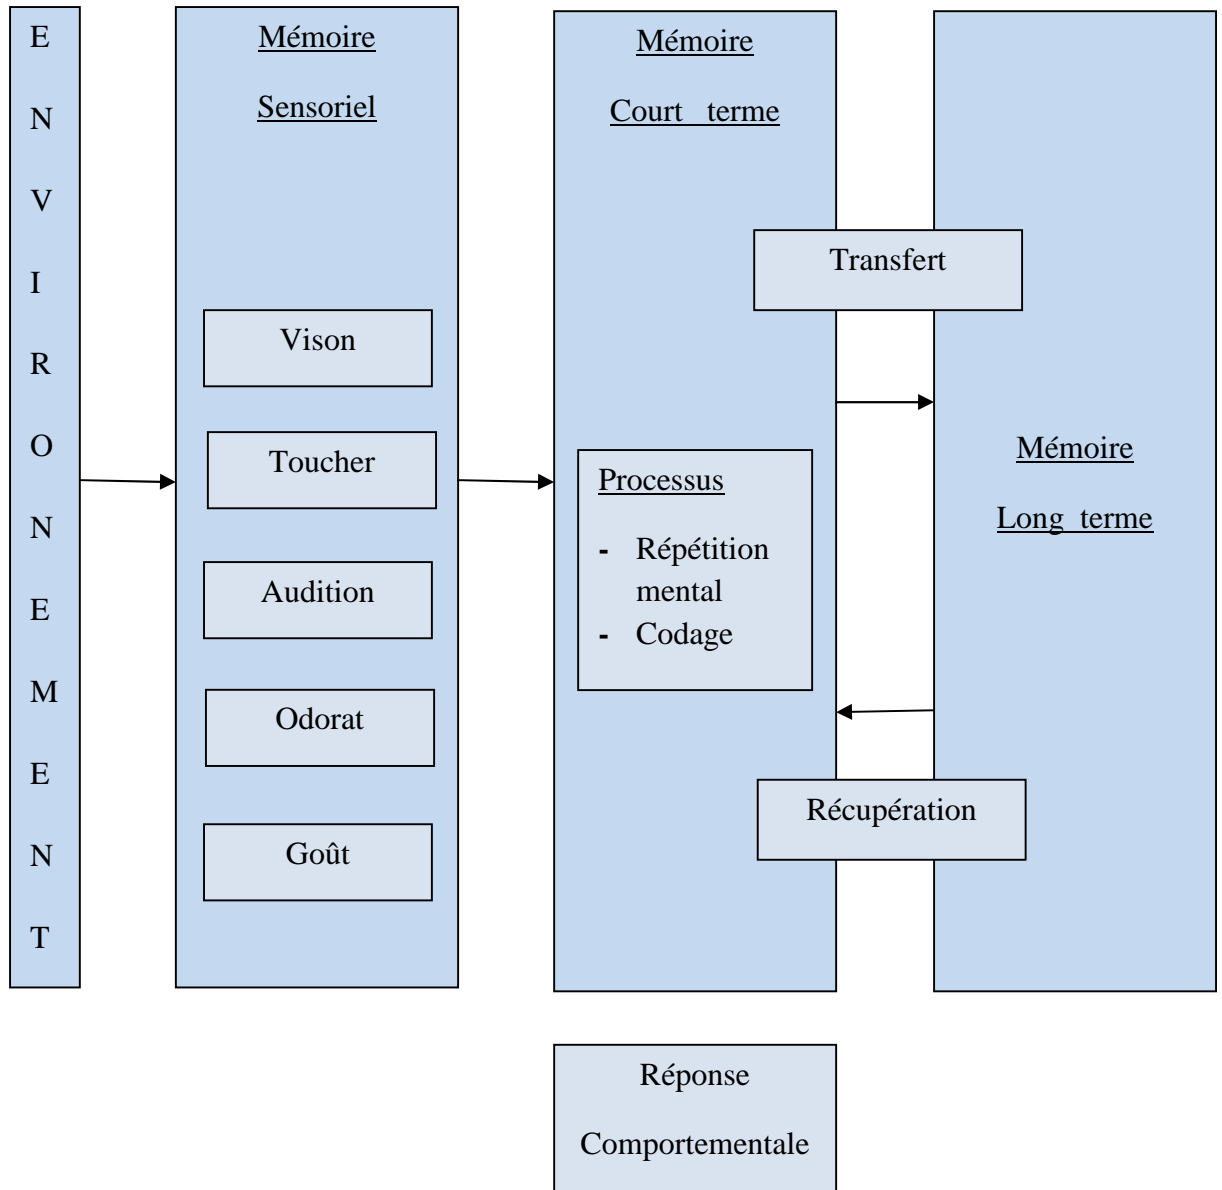 E
N
V
I
R
O
N
N
E
M
E
N
T
Mémoire
Sensoriel
Vison
Toucher
Audition
Odorat
Goût
Mémoire
Court terme
Processus
- Répétition
mental
- Codage
Transfert
Récupération
Mémoire
Long terme
Réponse
Comportementale